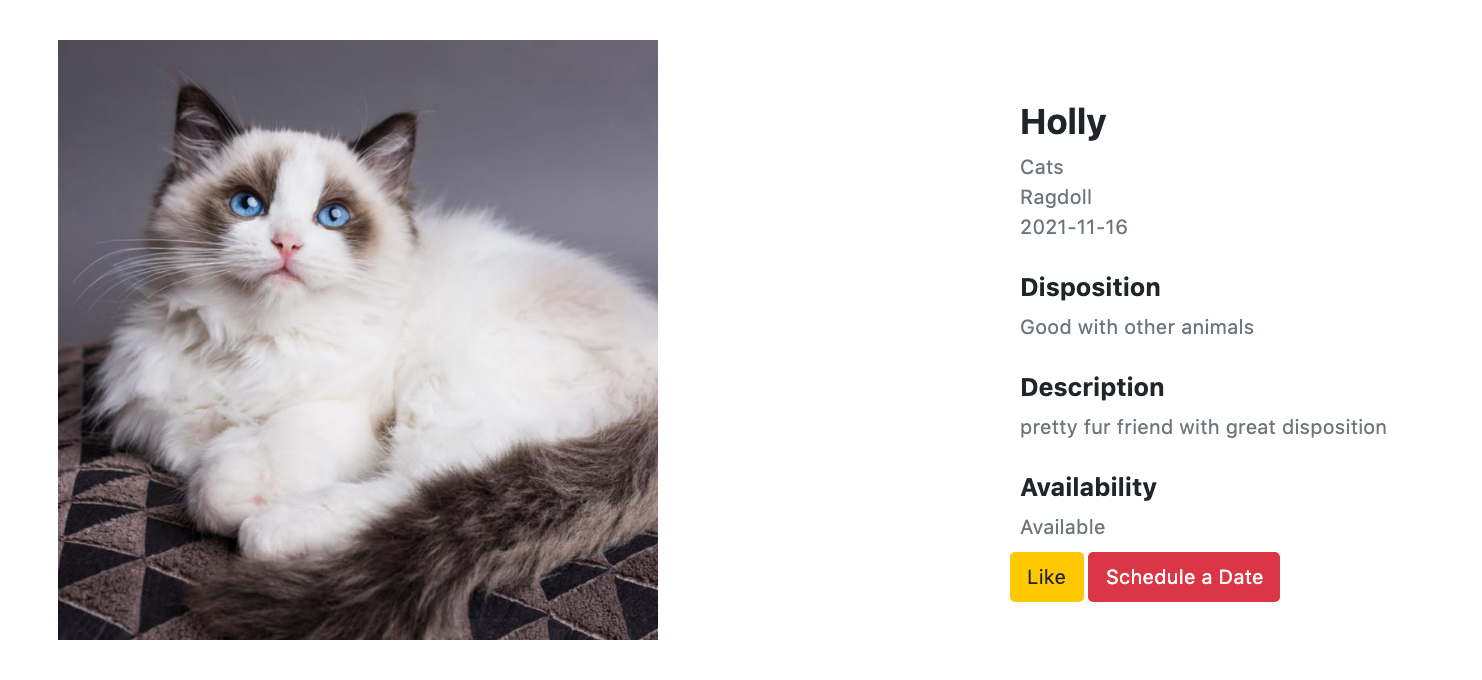 Holly
Cats
Ragdoll
2021-11-16
Disposition
Good with other animals
Description
pretty fur friend with great disposition
Availability
Available
Like
Schedule a Date